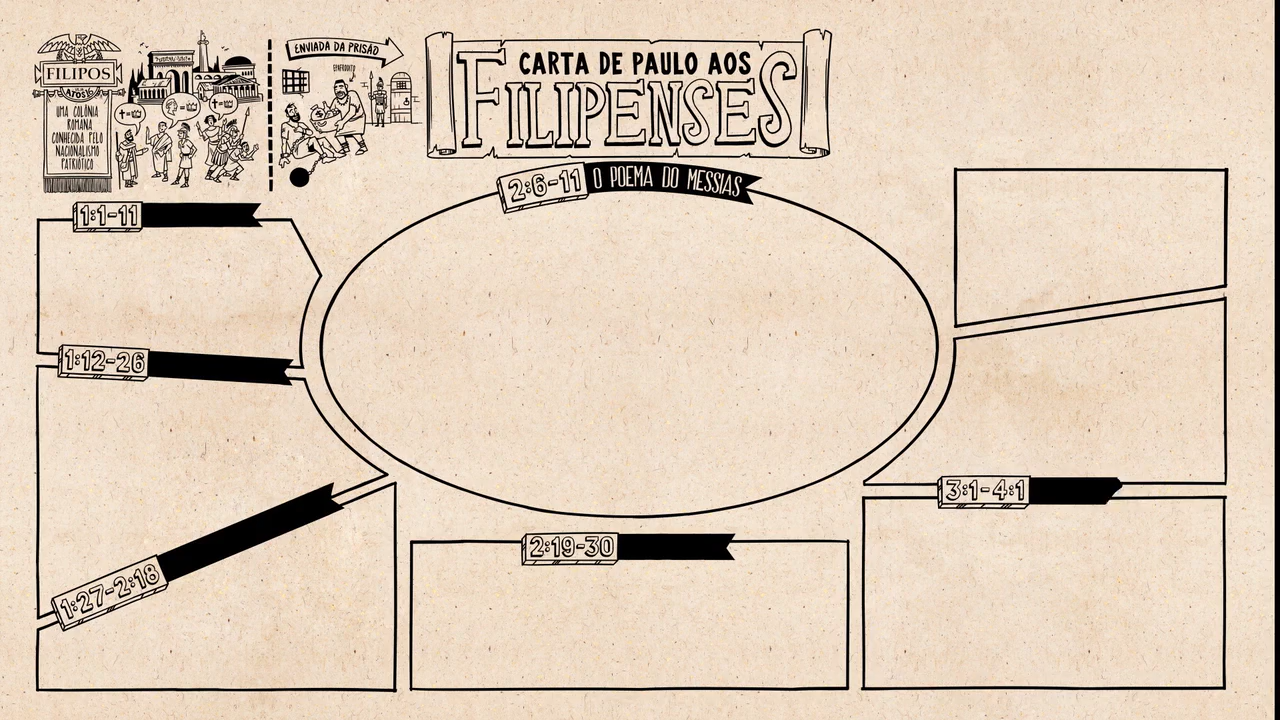 FILIPOS
Atos
UMA COLÔNIA
ROMANA
CONHECIDA PELO
NACIONALISMO
PATRIÓTICO
ENVIADA DA PRISÃO
EPAFRODITO
CARTA DE PAULO AOS
FILIPENSES
2:6-11 O POEMA DO MESSIAS
1:1-11
1:12-26
1:27-2:18
2:19-30
3:1-4:1